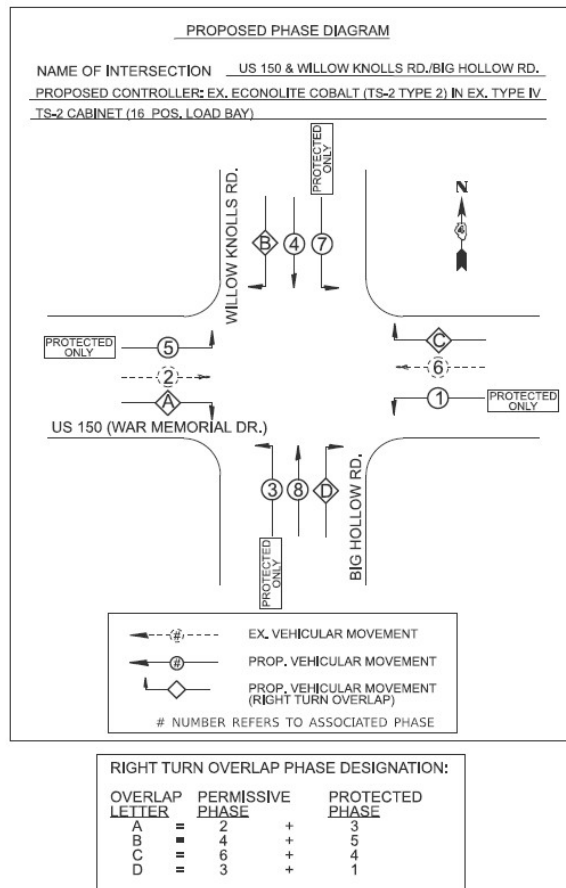 PROPOSED PHASE DIAGRAM
NAME OF INTERSECTION US 150 & WILLOW KNOLLS RD./BIG HOLLOW RD.
PROPOSED CONTROLLER: EX. ECONOLITE COBALT (TS-2 TYPE 2) IN EX. TYPE IV
TS-2 CABINET (16 POS. LOAD BAY)
PROTECTED
ONLY
WILLOW KNOLLS RD.
B 4 7
N
PROTECTED
ONLY
5
2
A
C
6
1
PROTECTED
ONLY
US 150 (WAR MEMORIAL DR.)
3 8 D
BIG HOLLOW RD.
PROTECTED
ONLY
# EX. VEHICULAR MOVEMENT
# PROP. VEHICULAR MOVEMENT
PROP. VEHICULAR MOVEMENT
(RIGHT TURN OVERLAP)
# NUMBER REFERS TO ASSOCIATED PHASE
RIGHT TURN OVERLAP PHASE DESIGNATION:
OVERLAP PERMISSIVE PROTECTED
LETTER PHASE PHASE
A = 2 + 3
B = 4 + 5
C = 6 + 4
D = 3 + 1